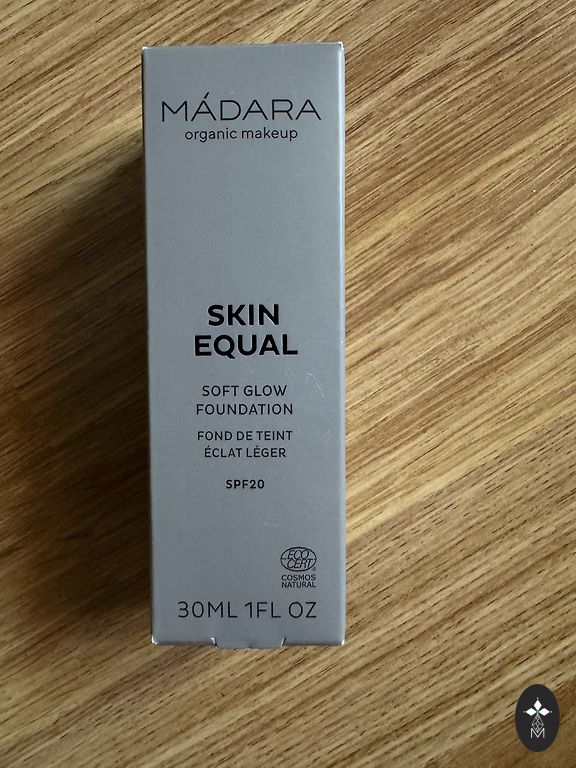 MÁDARA
organic makeup
SKIN
EQUAL
SOFT GLOW
FOUNDATION
FOND DE TEINT
ÉCLAT LÉGER
SPF20
ECO
CERT
®
COSMOS
NATURAL
30ML 1FL OZ
M